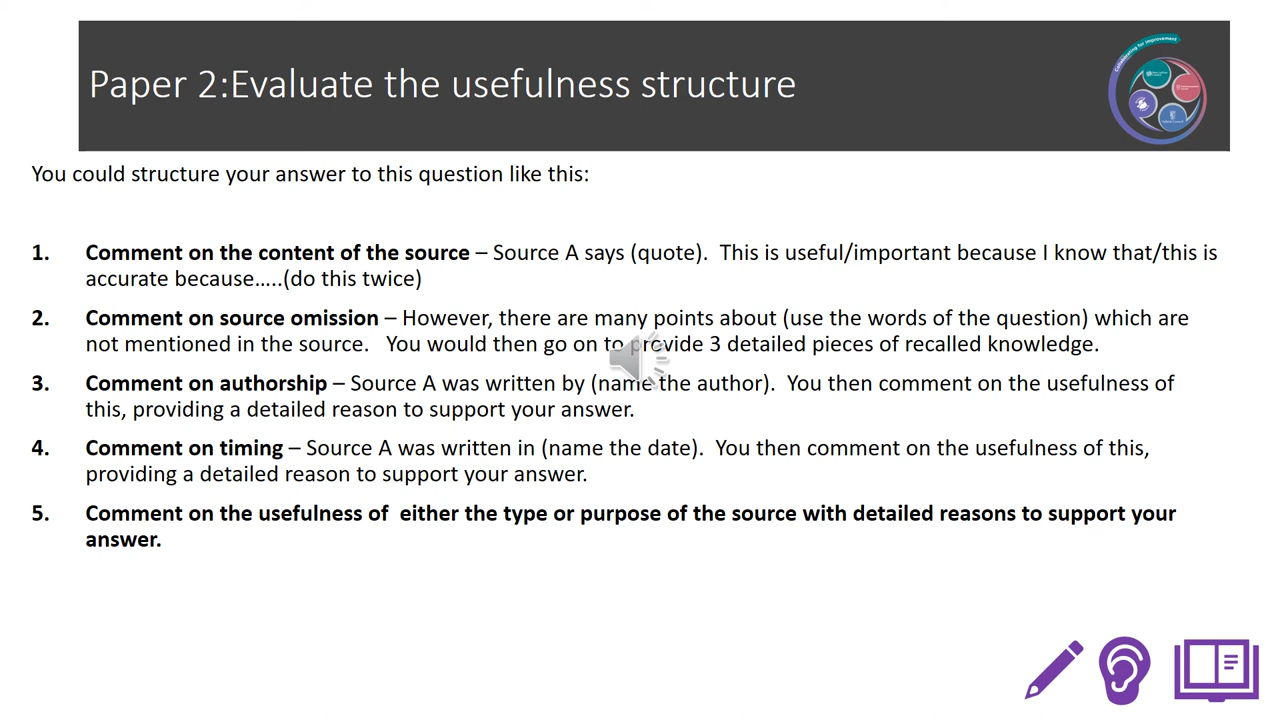 Paper 2:Evaluate the usefulness structure
Collaborating for Improvement
You could structure your answer to this question like this:
1. Comment on the content of the source – Source A says (quote). This is useful/important because I know that/this is
accurate because…..(do this twice)
2. Comment on source omission – However, there are many points about (use the words of the question) which are
not mentioned in the source. You would then go on to provide 3 detailed pieces of recalled knowledge.
3. Comment on authorship – Source A was written by (name the author). You then comment on the usefulness of
this, providing a detailed reason to support your answer.
4. Comment on timing – Source A was written in (name the date). You then comment on the usefulness of this,
providing a detailed reason to support your answer.
5. Comment on the usefulness of either the type or purpose of the source with detailed reasons to support your
answer.